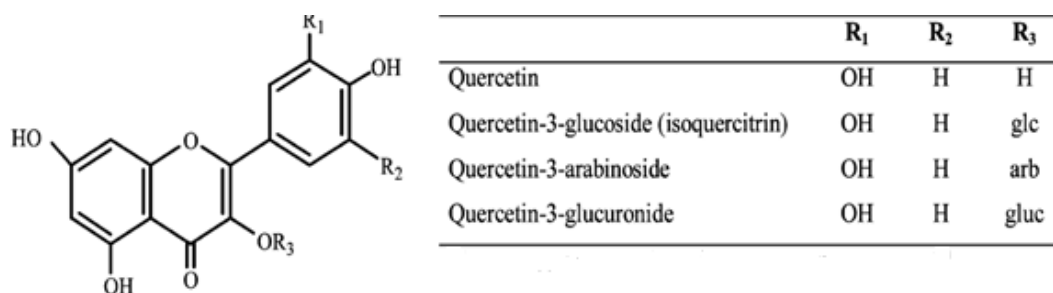 R1
OH
HO
O
R2
OR3
OH
O
R1 R2 R3
Quercetin OH H H
Quercetin-3-glucoside (isoquercitrin) OH H glc
Quercetin-3-arabinoside OH H arb
Quercetin-3-glucuronide OH H gluc